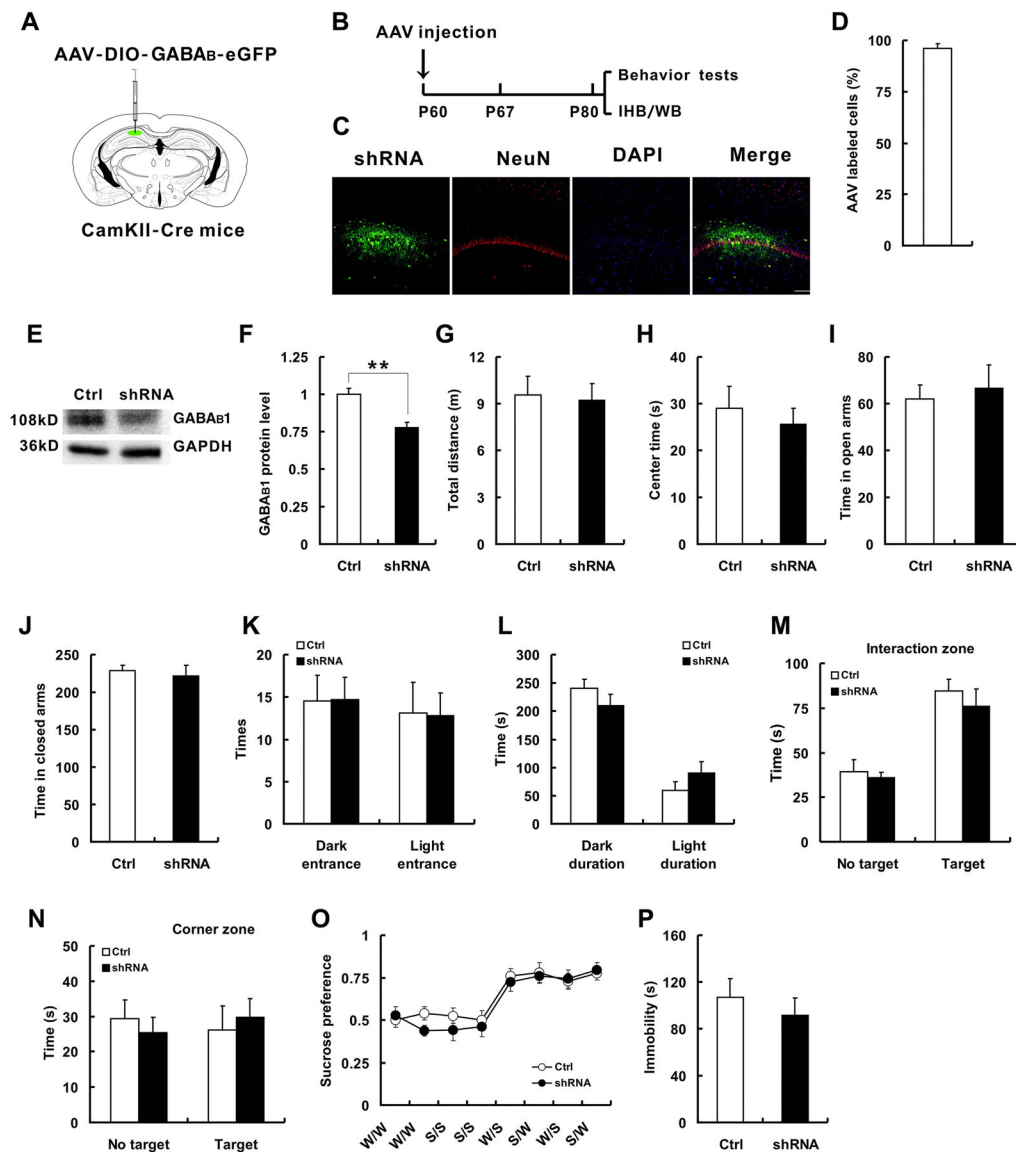 A
AAV-DIO-GABAB-eGFP
CamKII-Cre mice
B
AAV injection
P60 P67 P80
Behavior tests
IHB/WB
C
shRNA NeuN DAPI Merge
D
AAV labeled cells (%)
100
75
50
25
0
E
Ctrl shRNA
108kD GABAB1
36kD GAPDH
F
GABAB1 protein level
1.25
1
0.75
0.5
0.25
0
**
Ctrl shRNA
G
Total distance (m)
12
9
6
3
0
Ctrl shRNA
H
Center time (s)
40
30
20
10
0
Ctrl shRNA
I
Time in open arms
80
60
40
20
0
Ctrl shRNA
J
Time in closed arms
250
200
150
100
50
0
Ctrl shRNA
K
Times
20
15
10
5
0
Ctrl
shRNA
Dark Light
entrance entrance
L
Time (s)
300
250
200
150
100
50
0
Ctrl
shRNA
Dark Light
duration duration
M
Interaction zone
Time (s)
100
75
50
25
0
Ctrl
shRNA
No target Target
N
Corner zone
Time (s)
50
40
30
20
10
0
Ctrl
shRNA
No target Target
O
Sucrose preference
1
0.75
0.5
0.25
0
Ctrl
shRNA
W/W W/W S/S S/S W/S S/W W/S S/W
P
Immobility (s)
160
120
80
40
0
Ctrl shRNA